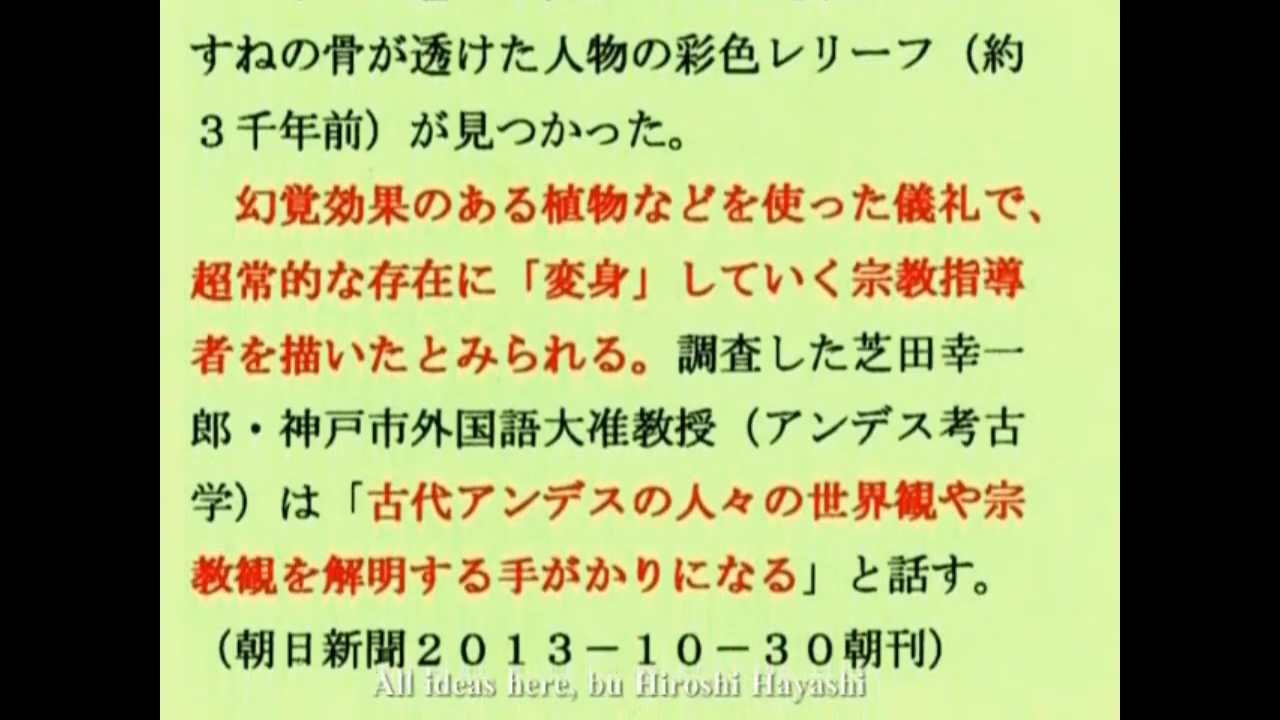 すねの骨が透けた人物の彩色レリーフ（約
３千年前）が見つかった。
幻覚効果のある植物などを使った儀礼で、
超常的な存在に「変身」していく宗教指導
者を描いたとみられる。調査した芝田幸一
郎・神戸市外国語大准教授（アンデス考古
学）は「古代アンデスの人々の世界観や宗
教観を解明する手がかりになる」と話す。
（朝日新聞２０１３－１０－３０朝刊）
All ideas here, bu Hiroshi Hayashi